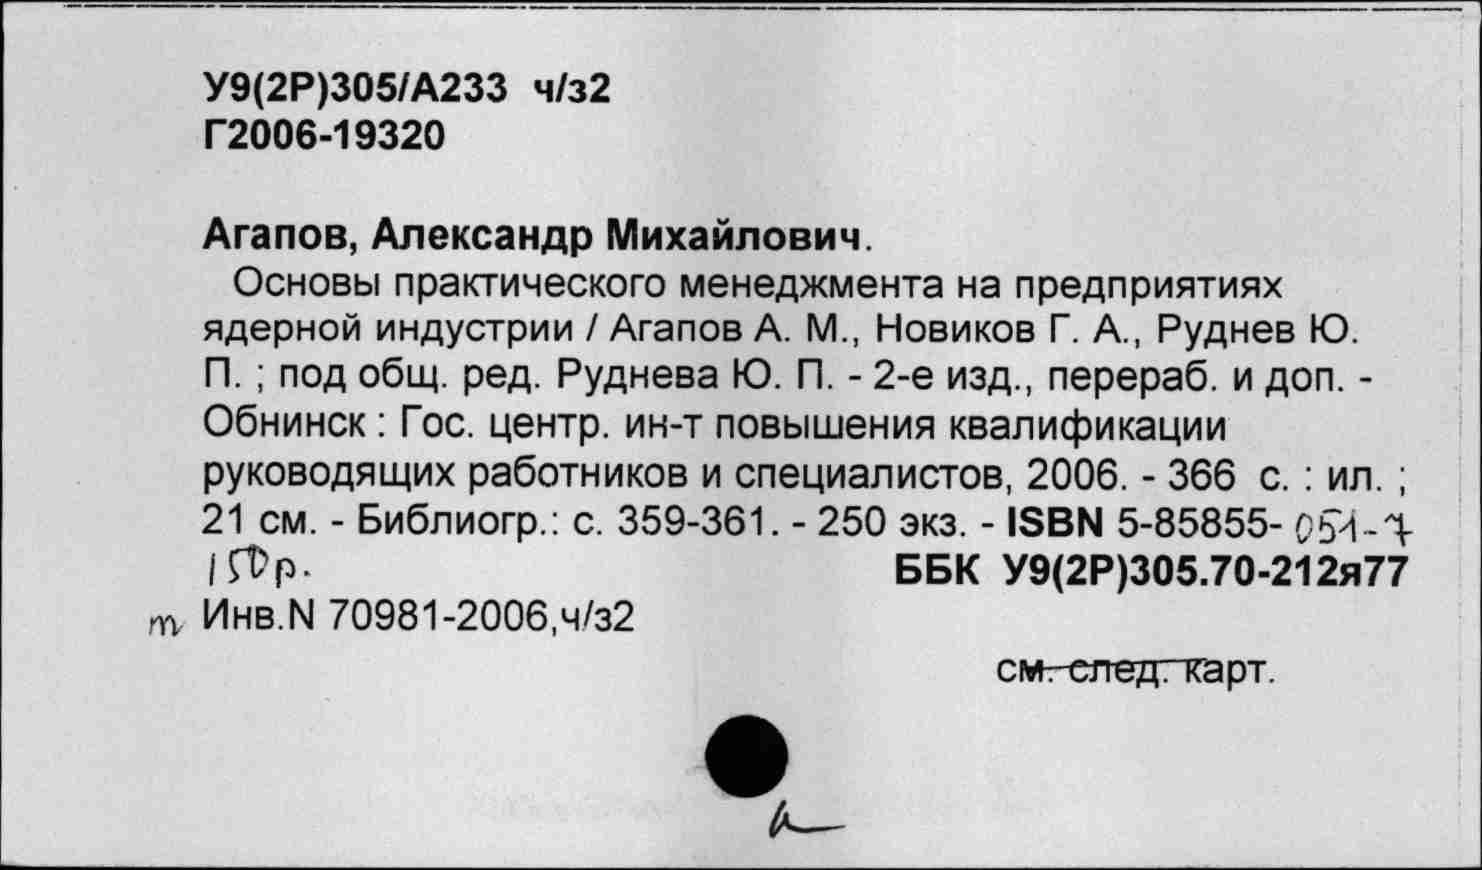 У9(2Р)305/А233 ч/з2
Г2006-19320
Агапов, Александр Михайлович.
Основы практического менеджмента на предприятиях
ядерной индустрии / Агапов А. М., Новиков Г. А., Руднев Ю.
П. ; под общ. ред. Руднева Ю. П. - 2-е изд., перераб. и доп. -
Обнинск : Гос. центр. ин-т повышения квалификации
руководящих работников и специалистов, 2006. - 366 с. : ил. ;
21 см. - Библиогр.: с. 359-361. - 250 экз. - ISBN 5-85855-
ББК У9(2Р)305.70-212я77
Инв.N 70981-2006,ч/з2
см. след. карт.